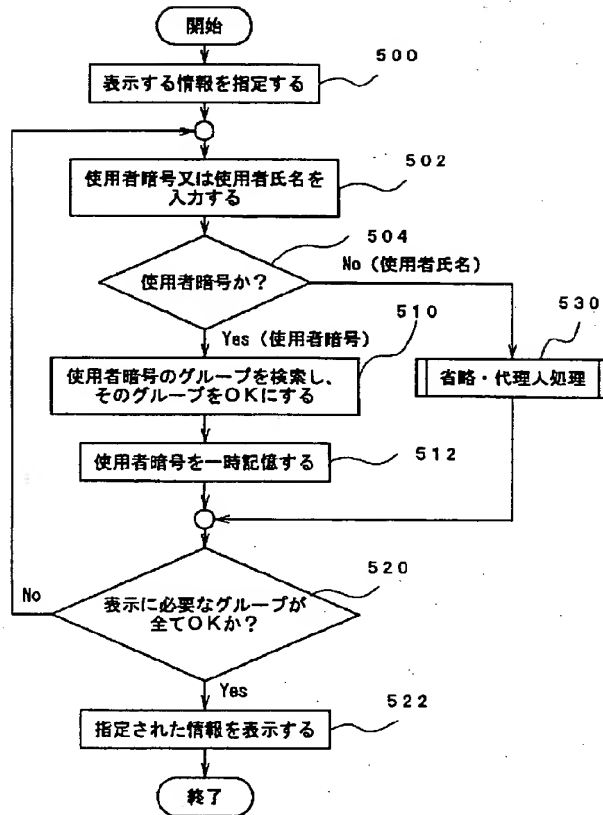 開始
500
表示する情報を指定する
502
使用者暗号又は使用者氏名を
入力する
504
使用者暗号か?
No (使用者氏名)
530
510
Yes (使用者暗号)
使用者暗号のグループを検索し、
そのグループをOKにする
省略・代理人処理
512
使用者暗号を一時記憶する
520
No
表示に必要なグループが
全てOKか?
Yes
522
指定された情報を表示する
終了